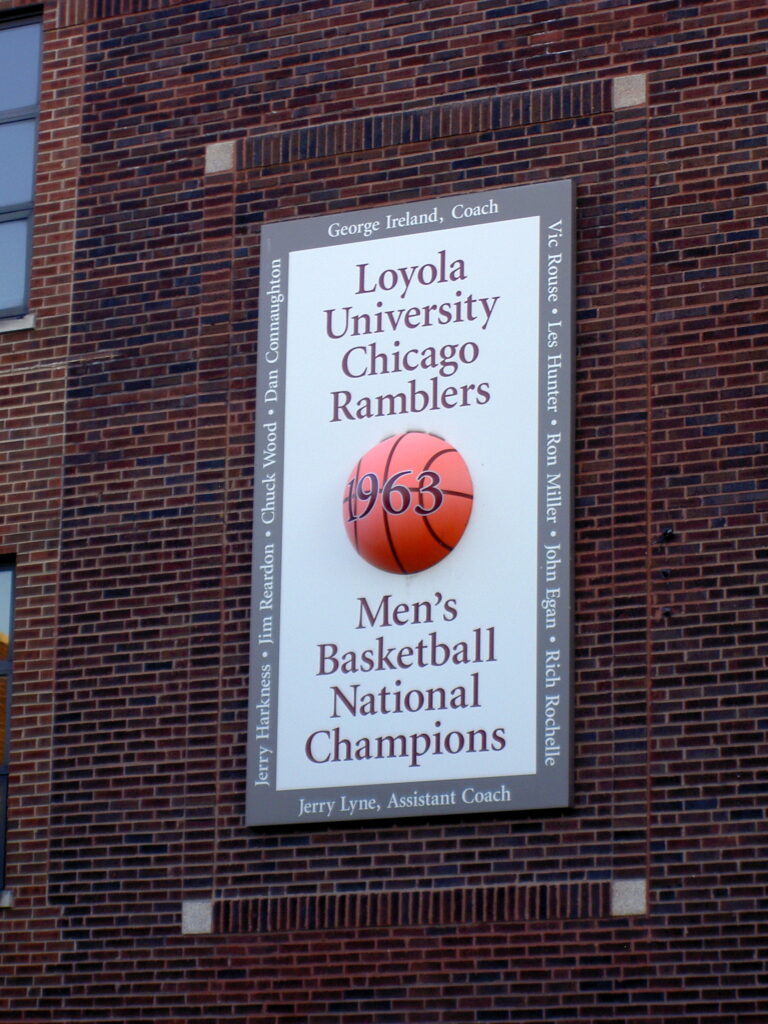 George Ireland, Coach
Loyola
University
Chicago
Ramblers
1963
Men's
Basketball
National
Champions
Jerry Harkness • Jim Reardon • Chuck Wood • Dan Connaughton
Vic Rouse • Les Hunter • Ron Miller • John Egan • Rich Rochelle
Jerry Lyne, Assistant Coach